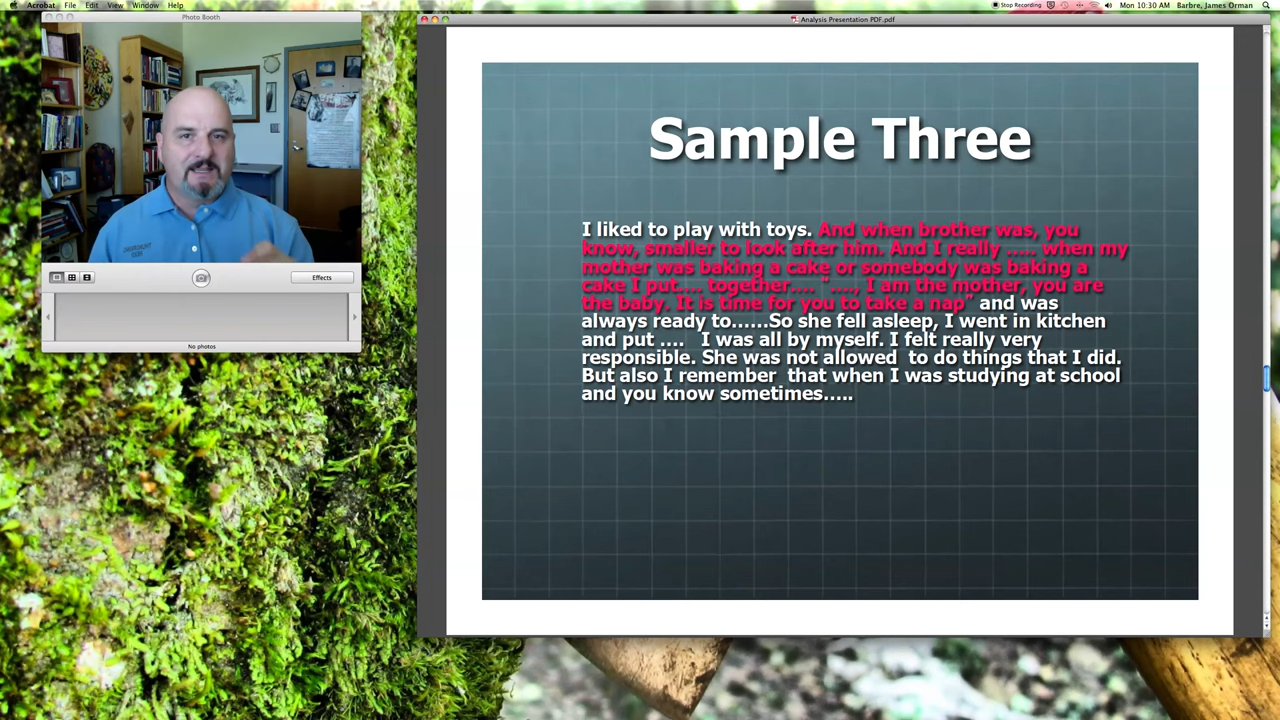 Acrobat File Edit View Window Help
Stop Recording Mon 10:30 AM Barbre, James Orman
Photo Booth
Analysis Presentation PDF.pdf
Effects
No photos
Sample Three
I liked to play with toys. And when brother was, you
know, smaller to look after him. And I really ..... when my
mother was baking a cake or somebody was baking a
cake I put.... together.... "...., I am the mother, you are
the baby. It is time for you to take a nap" and was
always ready to......So she fell asleep, I went in kitchen
and put .... I was all by myself. I felt really very
responsible. She was not allowed to do things that I did.
But also I remember that when I was studying at school
and you know sometimes.....